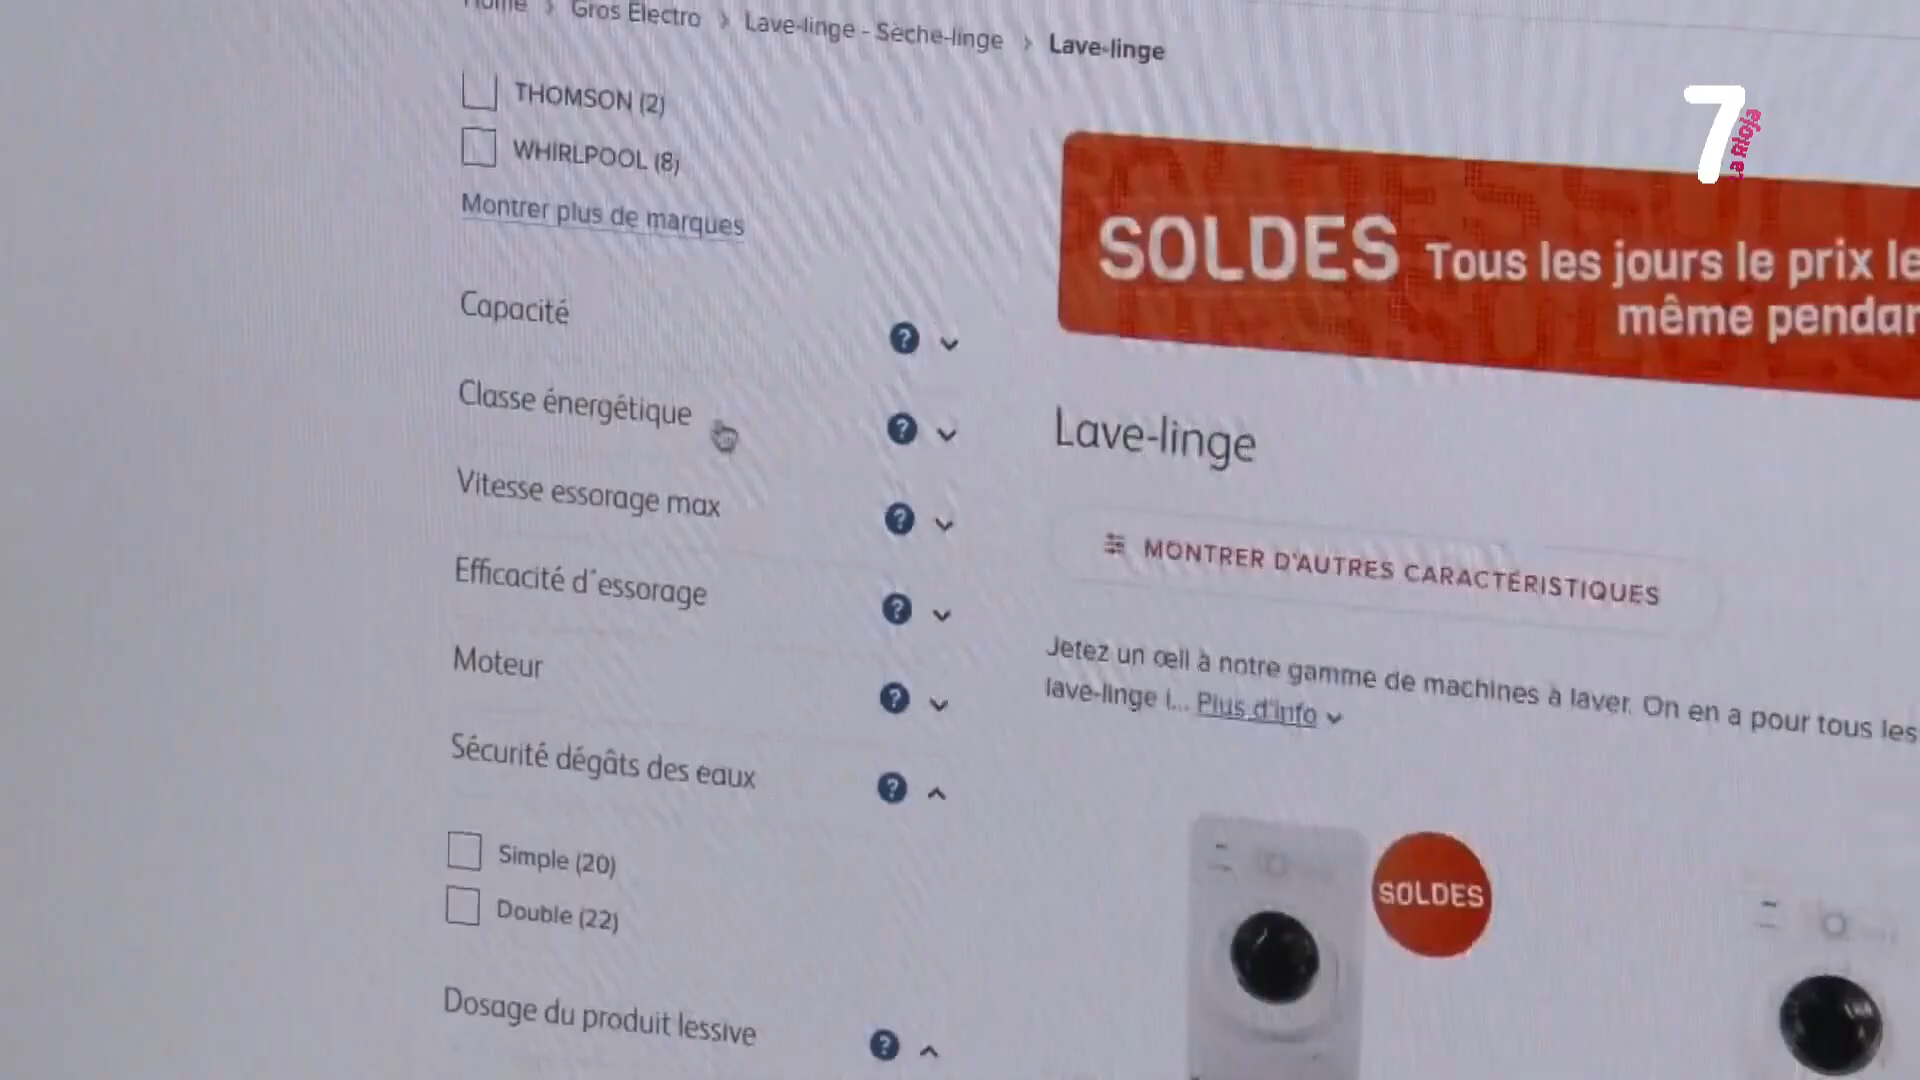 Home > Gros Électro > Lave-linge - Sèche-linge > Lave-linge
THOMSON (2)
WHIRLPOOL (8)
Montrer plus de marques
Capacité
Classe énergétique
Vitesse essorage max
Efficacité d´essorage
Moteur
Sécurité dégâts des eaux
Simple (20)
Double (22)
Dosage du produit lessive
7 La Rioja
SOLDES Tous les jours le prix le
même pendan
Lave-linge
MONTRER D'AUTRES CARACTÉRISTIQUES
Jetez un œil à notre gamme de machines à laver. On en a pour tous les
lave-linge i... Plus d'info
SOLDES